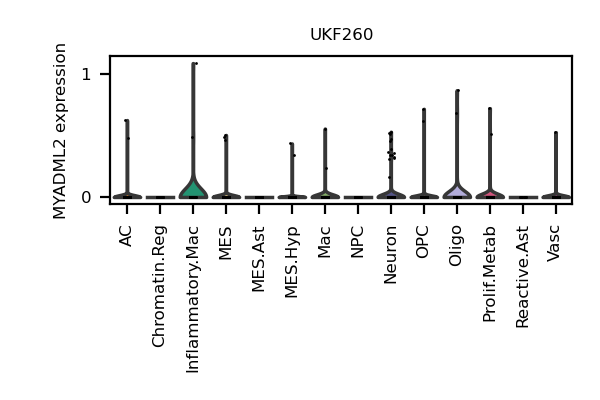 UKF260
MYADML2 expression
1
0
AC
Chromatin.Reg
Inflammatory.Mac
MES
MES.Ast
MES.Hyp
Mac
NPC
Neuron
OPC
Oligo
Prolif.Metab
Reactive.Ast
Vasc